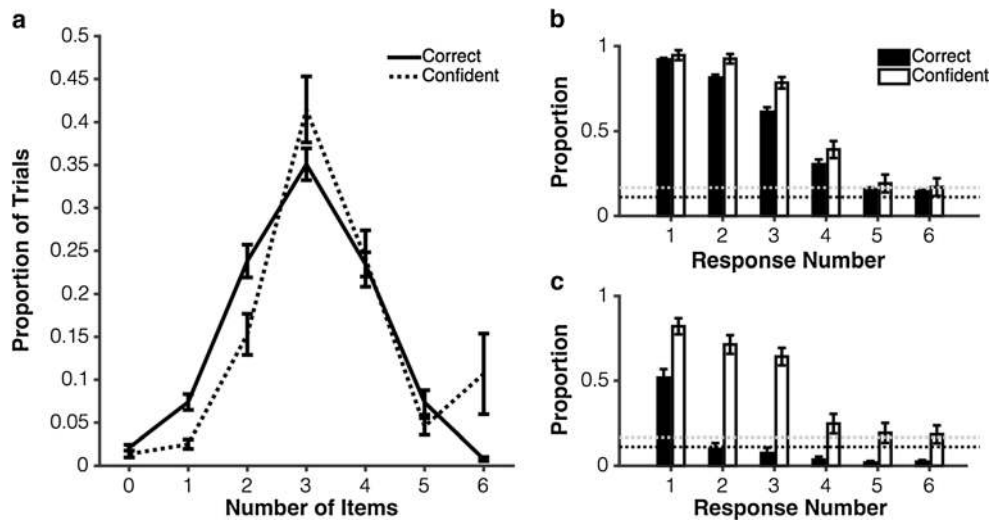 a
0.5
0.45
0.4
0.35
0.3
0.25
0.2
0.15
0.1
0.05
0
Proportion of Trials
Correct
Confident
0 1 2 3 4 5 6
Number of Items
b
1
0.5
0
Proportion
Correct
Confident
1 2 3 4 5 6
Response Number
c
1
0.5
0
Proportion
1 2 3 4 5 6
Response Number